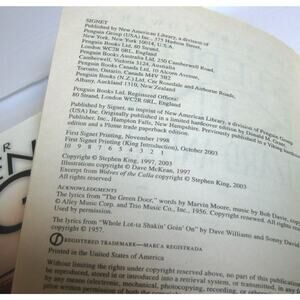 SIGNET
Published by New American Library, a division of
Penguin Group (USA) Inc., 375 Hudson Street,
New York, New York 10014, U.S.A.
Penguin Books Ltd, 80 Strand,
London WC2R 0RL, England
Penguin Books Australia Ltd, 250 Camberwell Road,
Camberwell, Victoria 3124, Australia
Penguin Books Canada Ltd, 10 Alcorn Avenue,
Toronto, Ontario, Canada M4V 3B2
Penguin Books (N.Z.) Ltd, Cnr Rosedale and Airborne Roads,
Albany, Auckland 1310, New Zealand
Penguin Books Ltd, Registered Offices:
80 Strand, London WC2R 0RL, England
Published by Signet, an imprint of New American Library, a division of Penguin Group
(USA) Inc. Originally published in a limited hardcover edition by Donald M. Grant,
Publisher, Inc., Hampton Falls, New Hampshire. Previously published in a Viking
edition and a Plume trade paperback edition.
First Signet Printing, November 1998
First Signet Printing (King Introduction), October 2003
10 9 8 7 6 5 4 3 2 1
Copyright © Stephen King, 1997, 2003
Copyright © Dave McKean, 1997
Excerpt from Wolves of the Calla copyright © Stephen King, 2003
All rights reserved
ACKNOWLEDGMENTS
The lyrics from "The Green Door," words by Marvin Moore, music by Bob Davie,
© Alley Music Corp. and Trio Music Co., Inc., 1956. Copyright renewed. All rights
Used by permission.
The lyrics from "Whole Lot-ta Shakin' Goin' On" by Dave Williams and Sonny David
copyright © 1957.
REGISTERED TRADEMARK—MARCA REGISTRADA
Printed in the United States of America
Without limiting the rights under copyright reserved above, no part of this publication
be reproduced, stored in or introduced into a retrieval system, or transmitted, in any
by any means (electronic, mechanical, photocopying, recording, or otherwise
prior written permission of both the